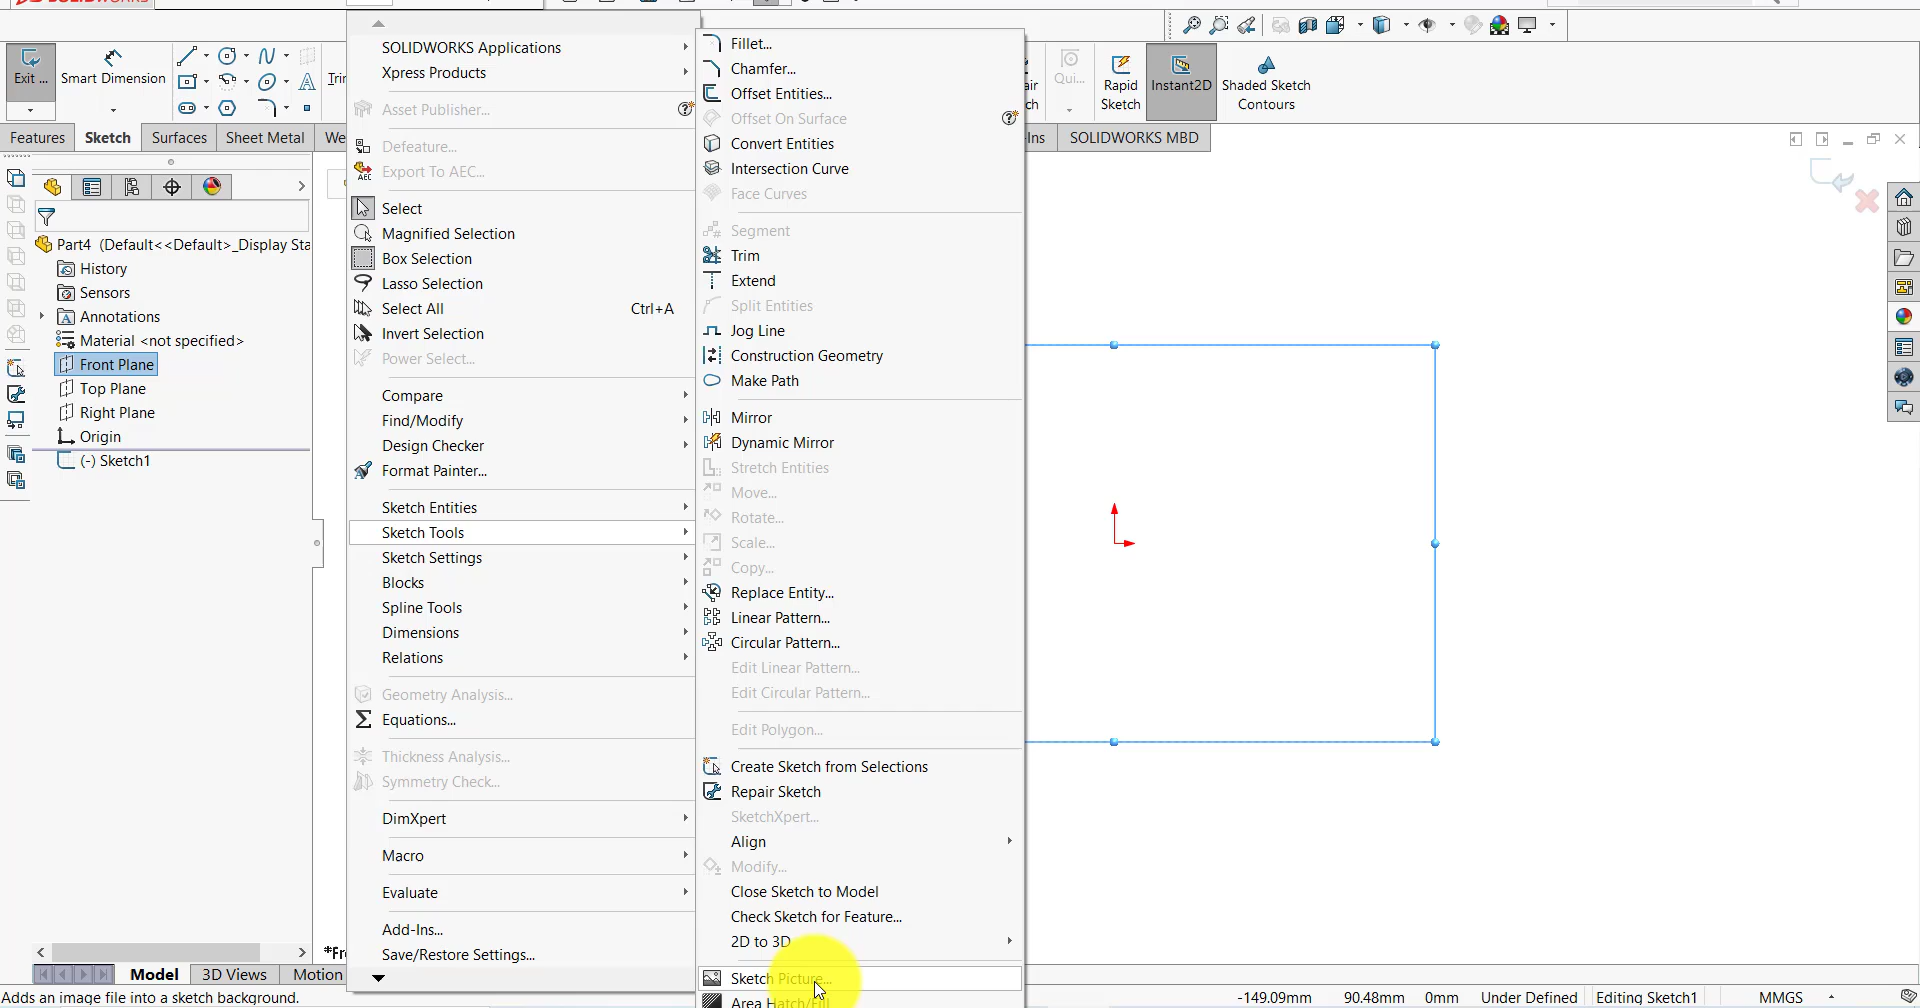 SOLIDWORKS
Exit ...
Smart Dimension
Trin
Qui...
Rapid
Sketch
Instant2D
Shaded Sketch
Contours
Features
Sketch
Surfaces
Sheet Metal
We
SOLIDWORKS MBD
Part4 (Default<<Default>_Display Sta
History
Sensors
Annotations
Material <not specified>
Front Plane
Top Plane
Right Plane
Origin
(-) Sketch1
SOLIDWORKS Applications
Xpress Products
Asset Publisher...
Defeature...
Export To AEC...
Select
Magnified Selection
Box Selection
Lasso Selection
Select All Ctrl+A
Invert Selection
Power Select...
Compare
Find/Modify
Design Checker
Format Painter...
Sketch Entities
Sketch Tools
Sketch Settings
Blocks
Spline Tools
Dimensions
Relations
Geometry Analysis...
Equations...
Thickness Analysis...
Symmetry Check...
DimXpert
Macro
Evaluate
Add-Ins...
Save/Restore Settings...
Fillet...
Chamfer...
Offset Entities...
Offset On Surface
Convert Entities
Intersection Curve
Face Curves
Segment
Trim
Extend
Split Entities
Jog Line
Construction Geometry
Make Path
Mirror
Dynamic Mirror
Stretch Entities
Move...
Rotate...
Scale...
Copy...
Replace Entity...
Linear Pattern...
Circular Pattern...
Edit Linear Pattern...
Edit Circular Pattern...
Edit Polygon...
Create Sketch from Selections
Repair Sketch
SketchXpert...
Align
Modify...
Close Sketch to Model
Check Sketch for Feature...
2D to 3D
Sketch Picture...
Area Hatch/Fill
Model
3D Views
Motion
Adds an image file into a sketch background.
-149.09mm 90.48mm 0mm Under Defined Editing Sketch1 MMGS